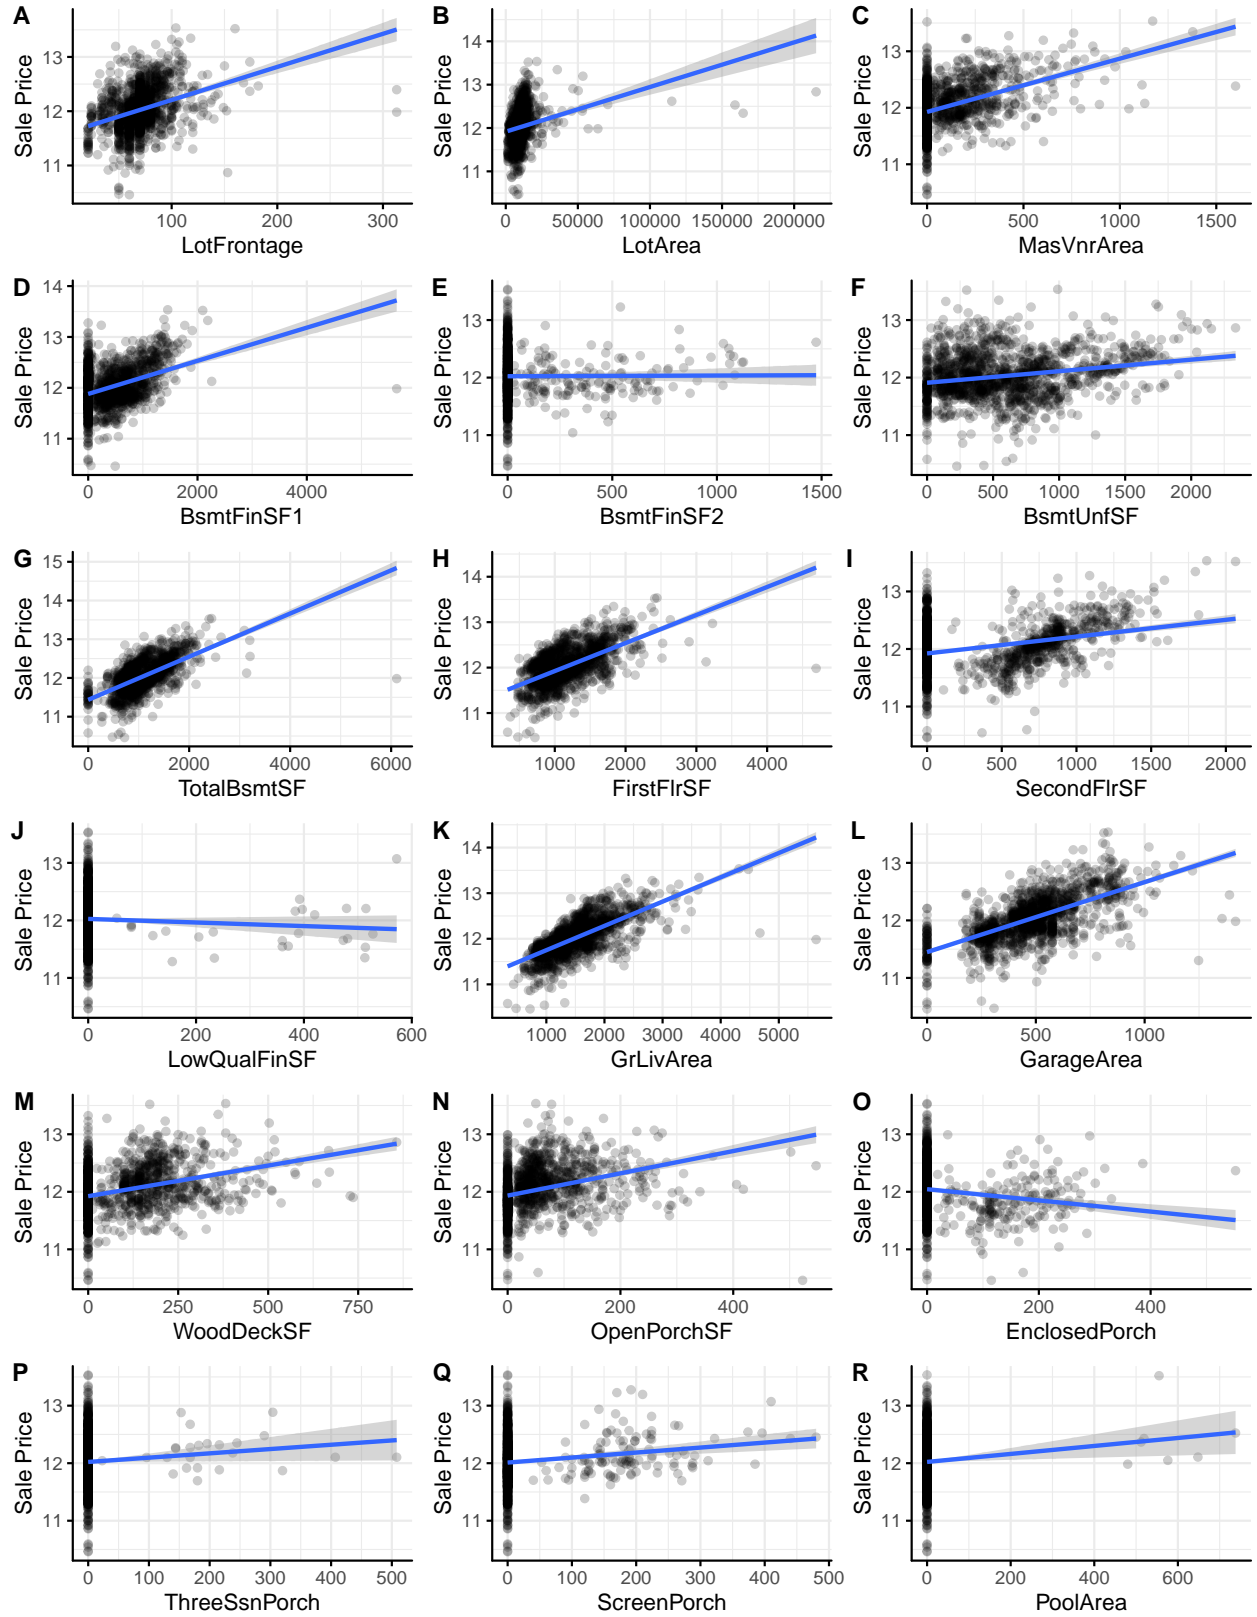 A
Sale Price
13
12
11
100 200 300
LotFrontage
B
Sale Price
14
13
12
11
0 50000 100000 150000 200000
LotArea
C
Sale Price
13
12
11
0 500 1000 1500
MasVnrArea
D
Sale Price
14
13
12
11
0 2000 4000
BsmtFinSF1
E
Sale Price
13
12
11
0 500 1000 1500
BsmtFinSF2
F
Sale Price
13
12
11
0 500 1000 1500 2000
BsmtUnfSF
G
Sale Price
15
14
13
12
11
0 2000 4000 6000
TotalBsmtSF
H
Sale Price
14
13
12
11
1000 2000 3000 4000
FirstFlrSF
I
Sale Price
13
12
11
0 500 1000 1500 2000
SecondFlrSF
J
Sale Price
13
12
11
0 200 400 600
LowQualFinSF
K
Sale Price
14
13
12
11
1000 2000 3000 4000 5000
GrLivArea
L
Sale Price
13
12
11
0 500 1000
GarageArea
M
Sale Price
13
12
11
0 250 500 750
WoodDeckSF
N
Sale Price
13
12
11
0 200 400
OpenPorchSF
O
Sale Price
13
12
11
0 200 400
EnclosedPorch
P
Sale Price
13
12
11
0 100 200 300 400 500
ThreeSsnPorch
Q
Sale Price
13
12
11
0 100 200 300 400 500
ScreenPorch
R
Sale Price
13
12
11
0 200 400 600
PoolArea